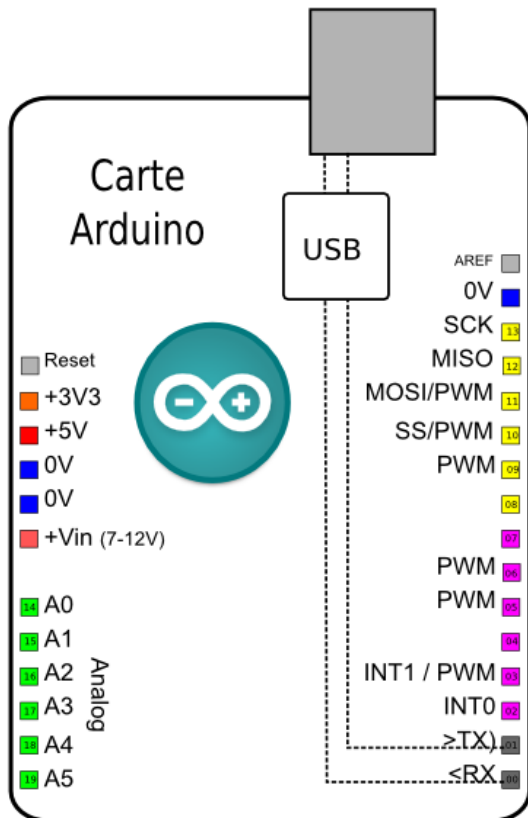 Carte
Arduino
USB
AREF
0V
SCK
13
MISO
12
MOSI/PWM
11
SS/PWM
10
PWM
09
08
07
PWM
06
PWM
05
04
INT1 / PWM
03
INT0
02
>TX)
01
<RX
00
Reset
+3V3
+5V
0V
0V
+Vin (7-12V)
14 A0
15 A1
16 A2
17 A3
18 A4
19 A5
Analog